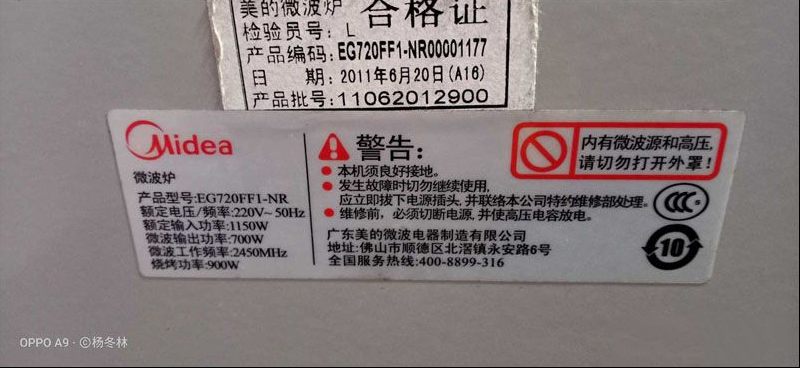 美的微波炉 合格证
检验员号: L
产品编码: EG720FF1-NR00001177
日 期: 2011年6月20日(A16)
产品批号: 11062012900
Midea
微波炉
产品型号:EG720FF1-NR
额定电压/频率:220V~50Hz
额定输入功率:1150W
微波输出功率:700W
微波工作频率:2450MHz
烧烤功率:900W
警告:
本机须良好接地。
发生故障时切勿继续使用,
应立即拔下电源插头,并联络本公司特约维修部处理。
维修前,必须切断电源,并使高压电容放电。
广东美的微波电器制造有限公司
地址:佛山市顺德区北滘镇永安路6号
全国服务热线:400-8899-316
内有微波源和高压,
请切勿打开外罩!
CCC
10
OPPO A9 · ©杨冬林